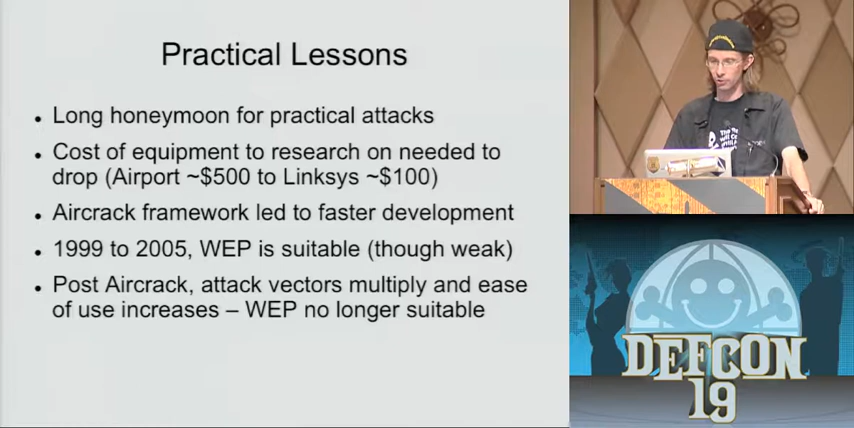 Practical Lessons
Long honeymoon for practical attacks
Cost of equipment to research on needed to
drop (Airport ~$500 to Linksys ~$100)
Aircrack framework led to faster development
1999 to 2005, WEP is suitable (though weak)
Post Aircrack, attack vectors multiply and ease
of use increases – WEP no longer suitable
DEFCON
19